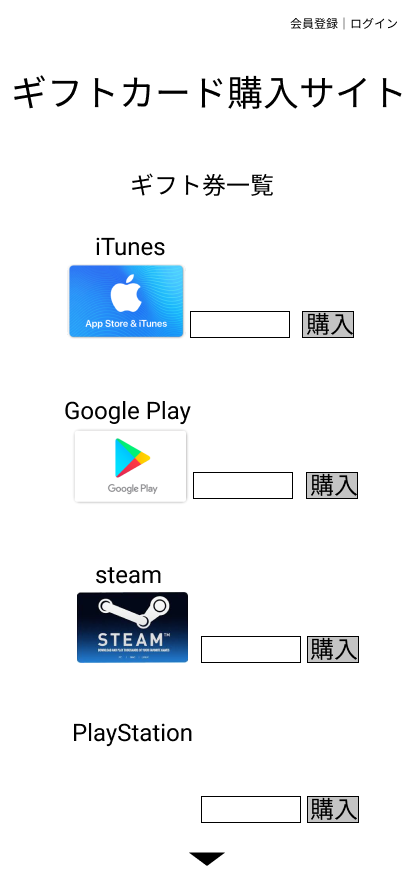 会員登録｜ログイン
ギフトカード購入サイト
ギフト券一覧
iTunes
App Store & iTunes
購入
Google Play
Google Play
購入
steam
STEAM™
購入
PlayStation
購入